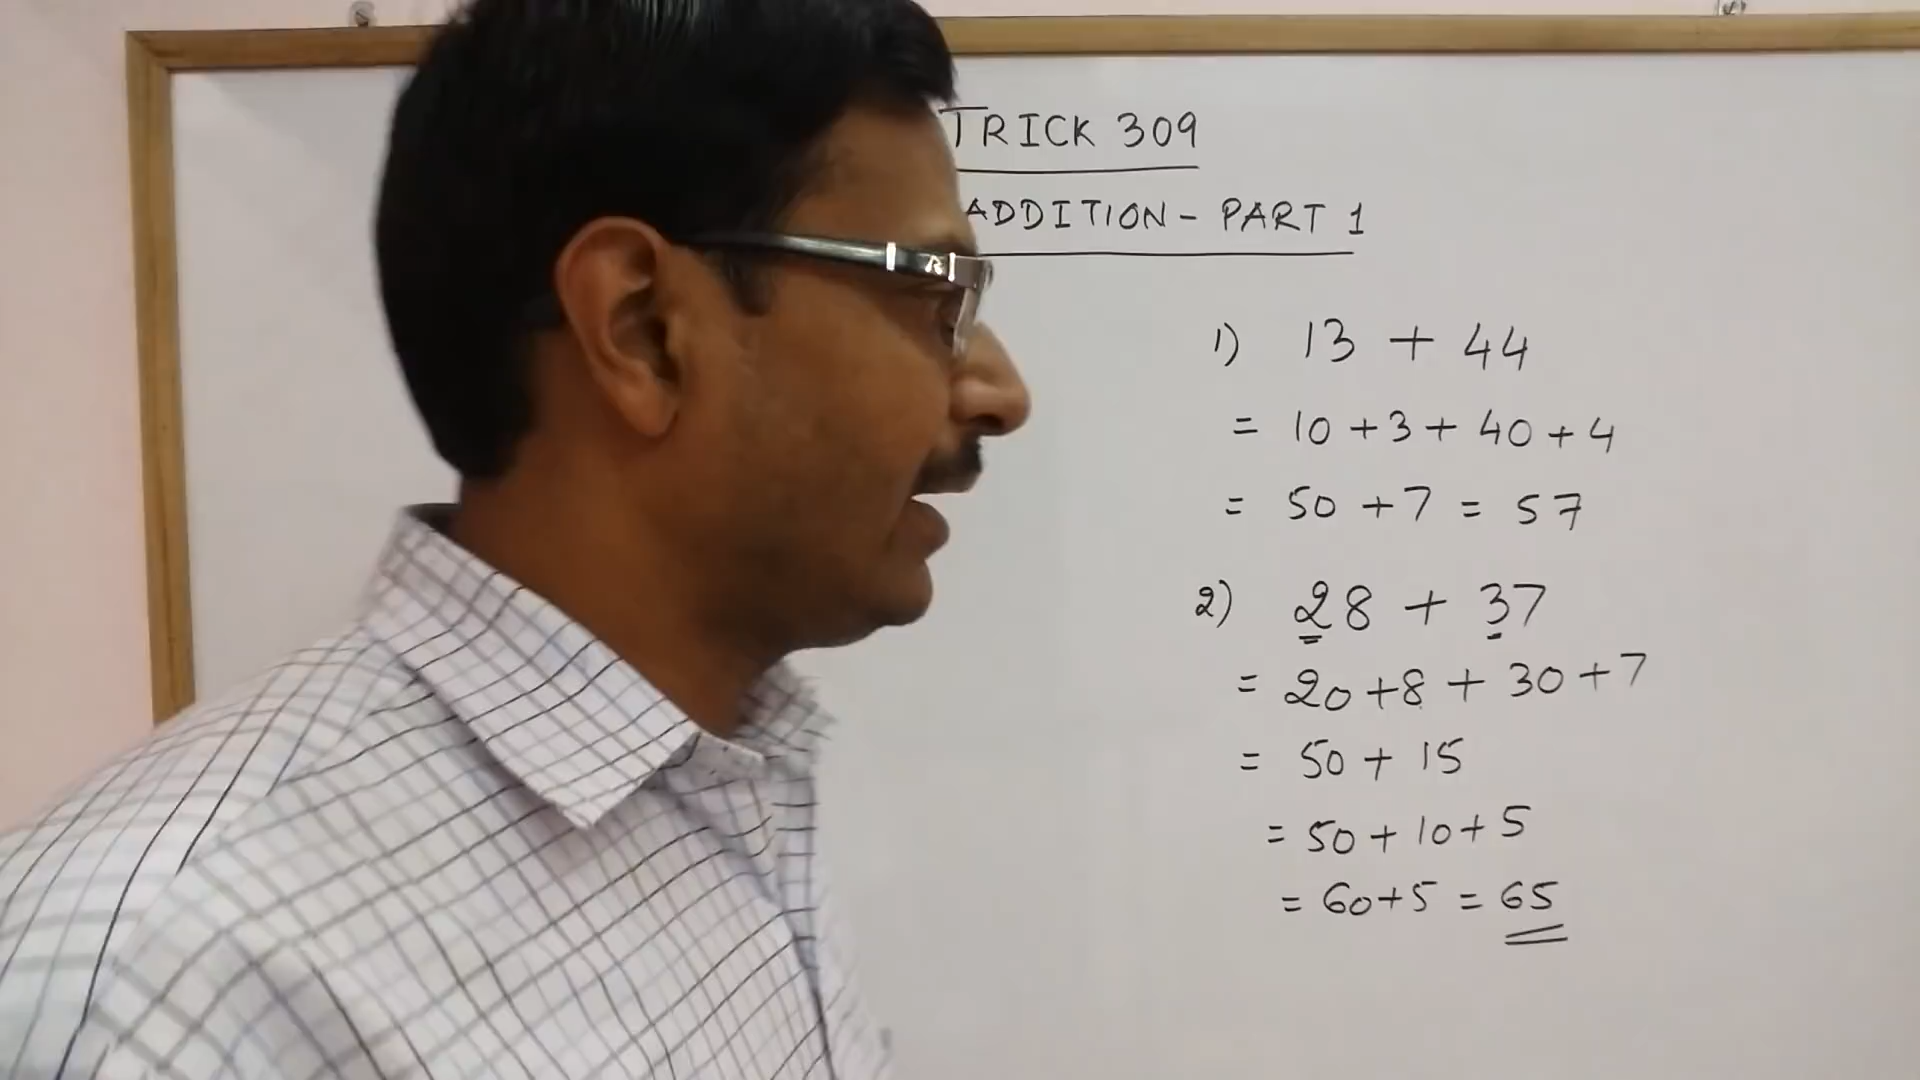 TRICK 309
ADDITION - PART 1
1) 13 + 44
= 10 + 3 + 40 + 4
= 50 + 7 = 57
2) 28 + 37
= 20 + 8 + 30 + 7
= 50 + 15
= 50 + 10 + 5
= 60 + 5 = 65